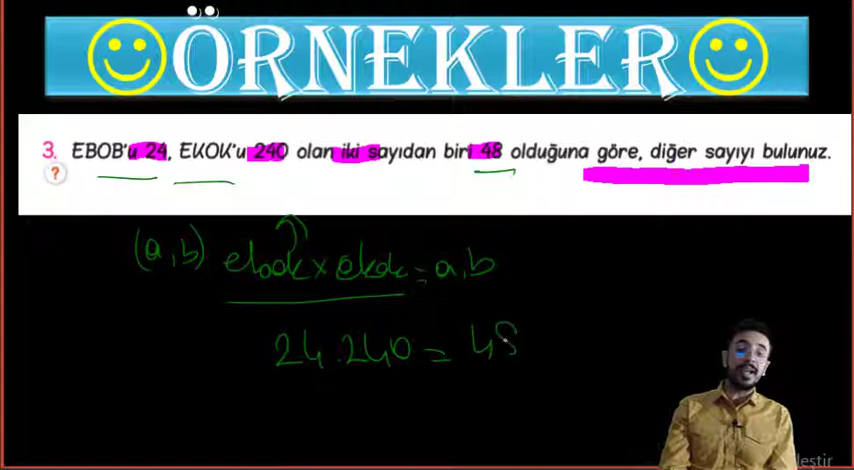 ÖRNEKLER
3. EBOB'u 24, EKOK'u 240 olan iki sayıdan biri 48 olduğuna göre, diğer sayıyı bulunuz.
?
(a,b) ebob x ekok = a.b
24.240 = 48
leştir